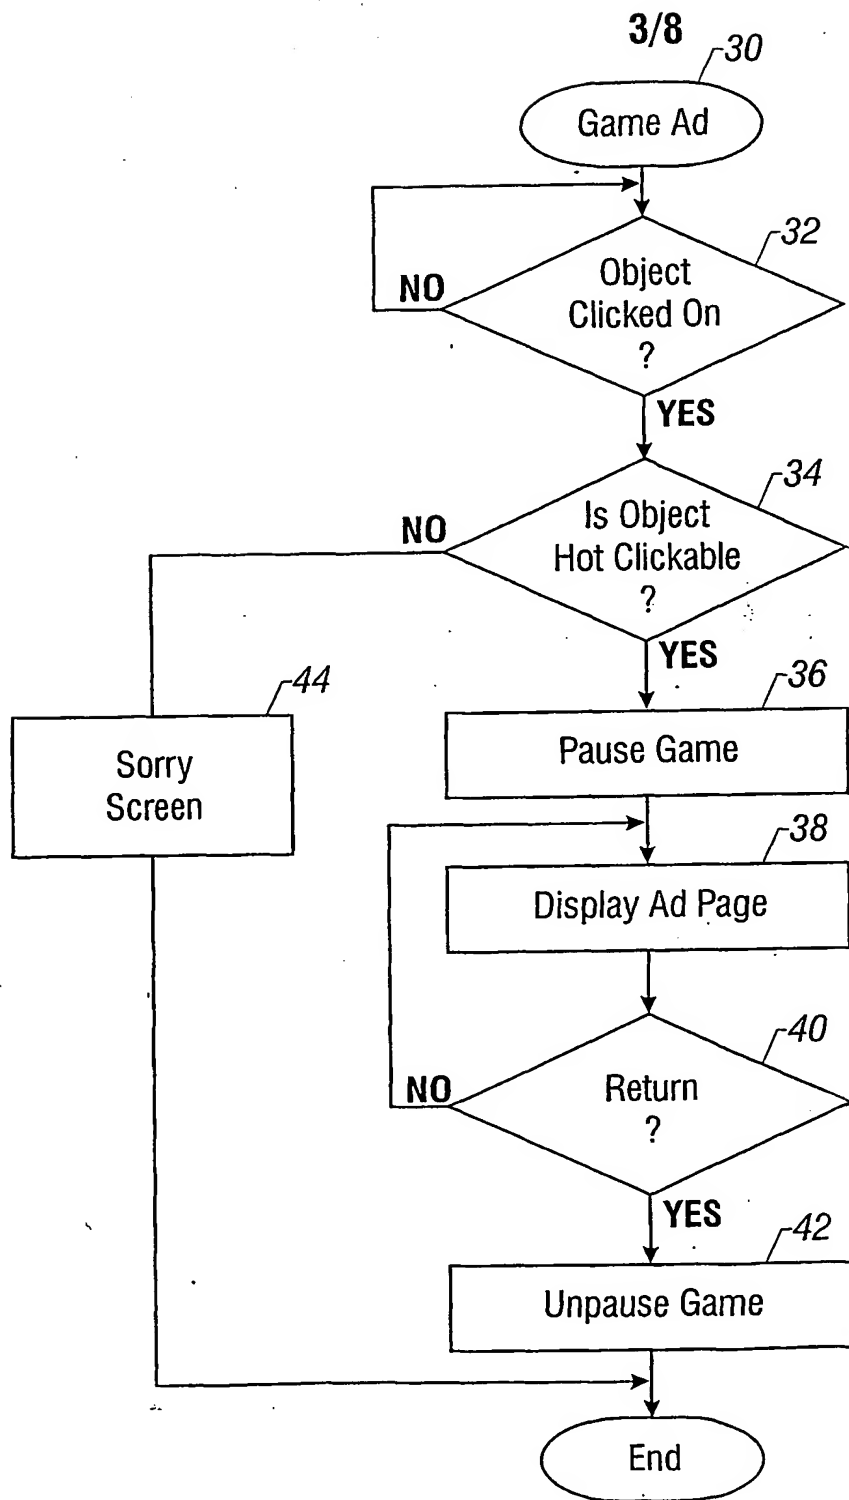 3/8
30
Game Ad
32
Object
Clicked On
?
NO
YES
34
Is Object
Hot Clickable
?
NO
YES
44
Sorry
Screen
36
Pause Game
38
Display Ad Page
40
Return
?
NO
YES
42
Unpause Game
End